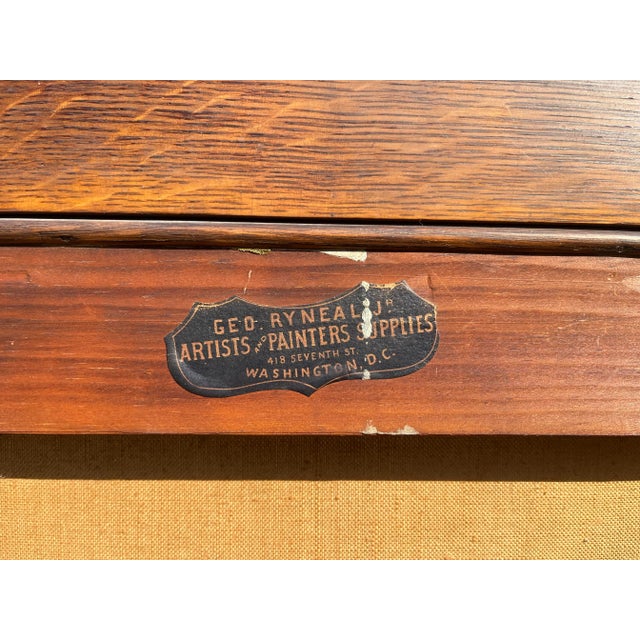 GEO. RYNEAL, JR
ARTISTS AND PAINTERS SUPPLIES
418 SEVENTH ST.
WASHINGTON, D.C.